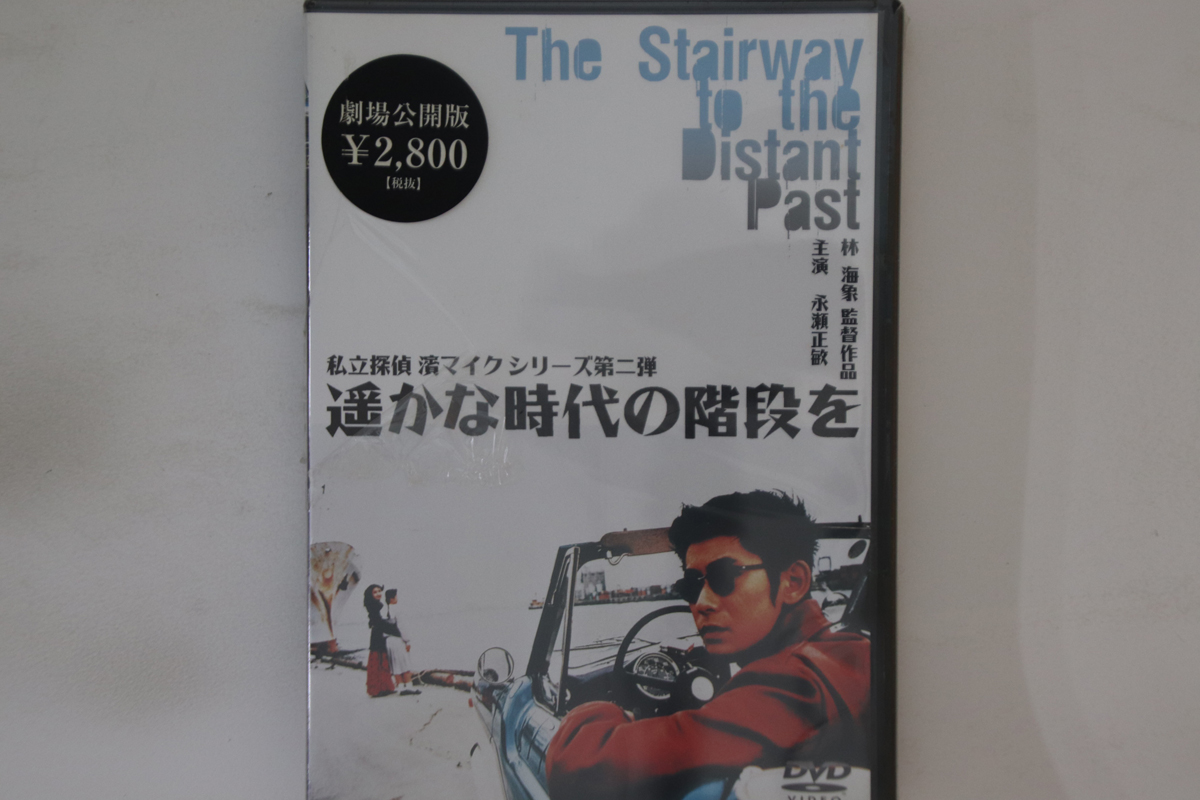 The Stairway
to the
Distant
Past
劇場公開版
¥2,800
【税抜】
林 海象 監督作品
主演 永瀬正敏
私立探偵 濱マイク シリーズ第二弾
遥かな時代の階段を
DVD
VIDEO